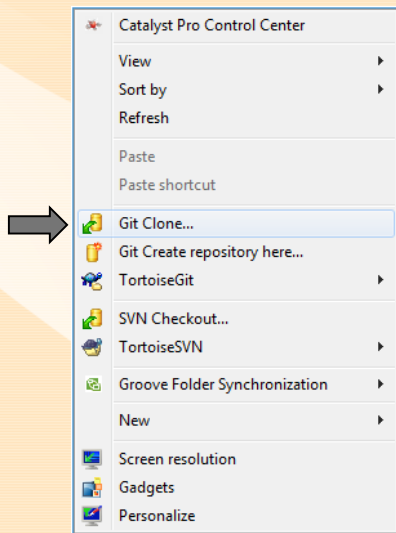 Catalyst Pro Control Center
View
Sort by
Refresh
Paste
Paste shortcut
Git Clone...
Git Create repository here...
TortoiseGit
SVN Checkout...
TortoiseSVN
Groove Folder Synchronization
New
Screen resolution
Gadgets
Personalize